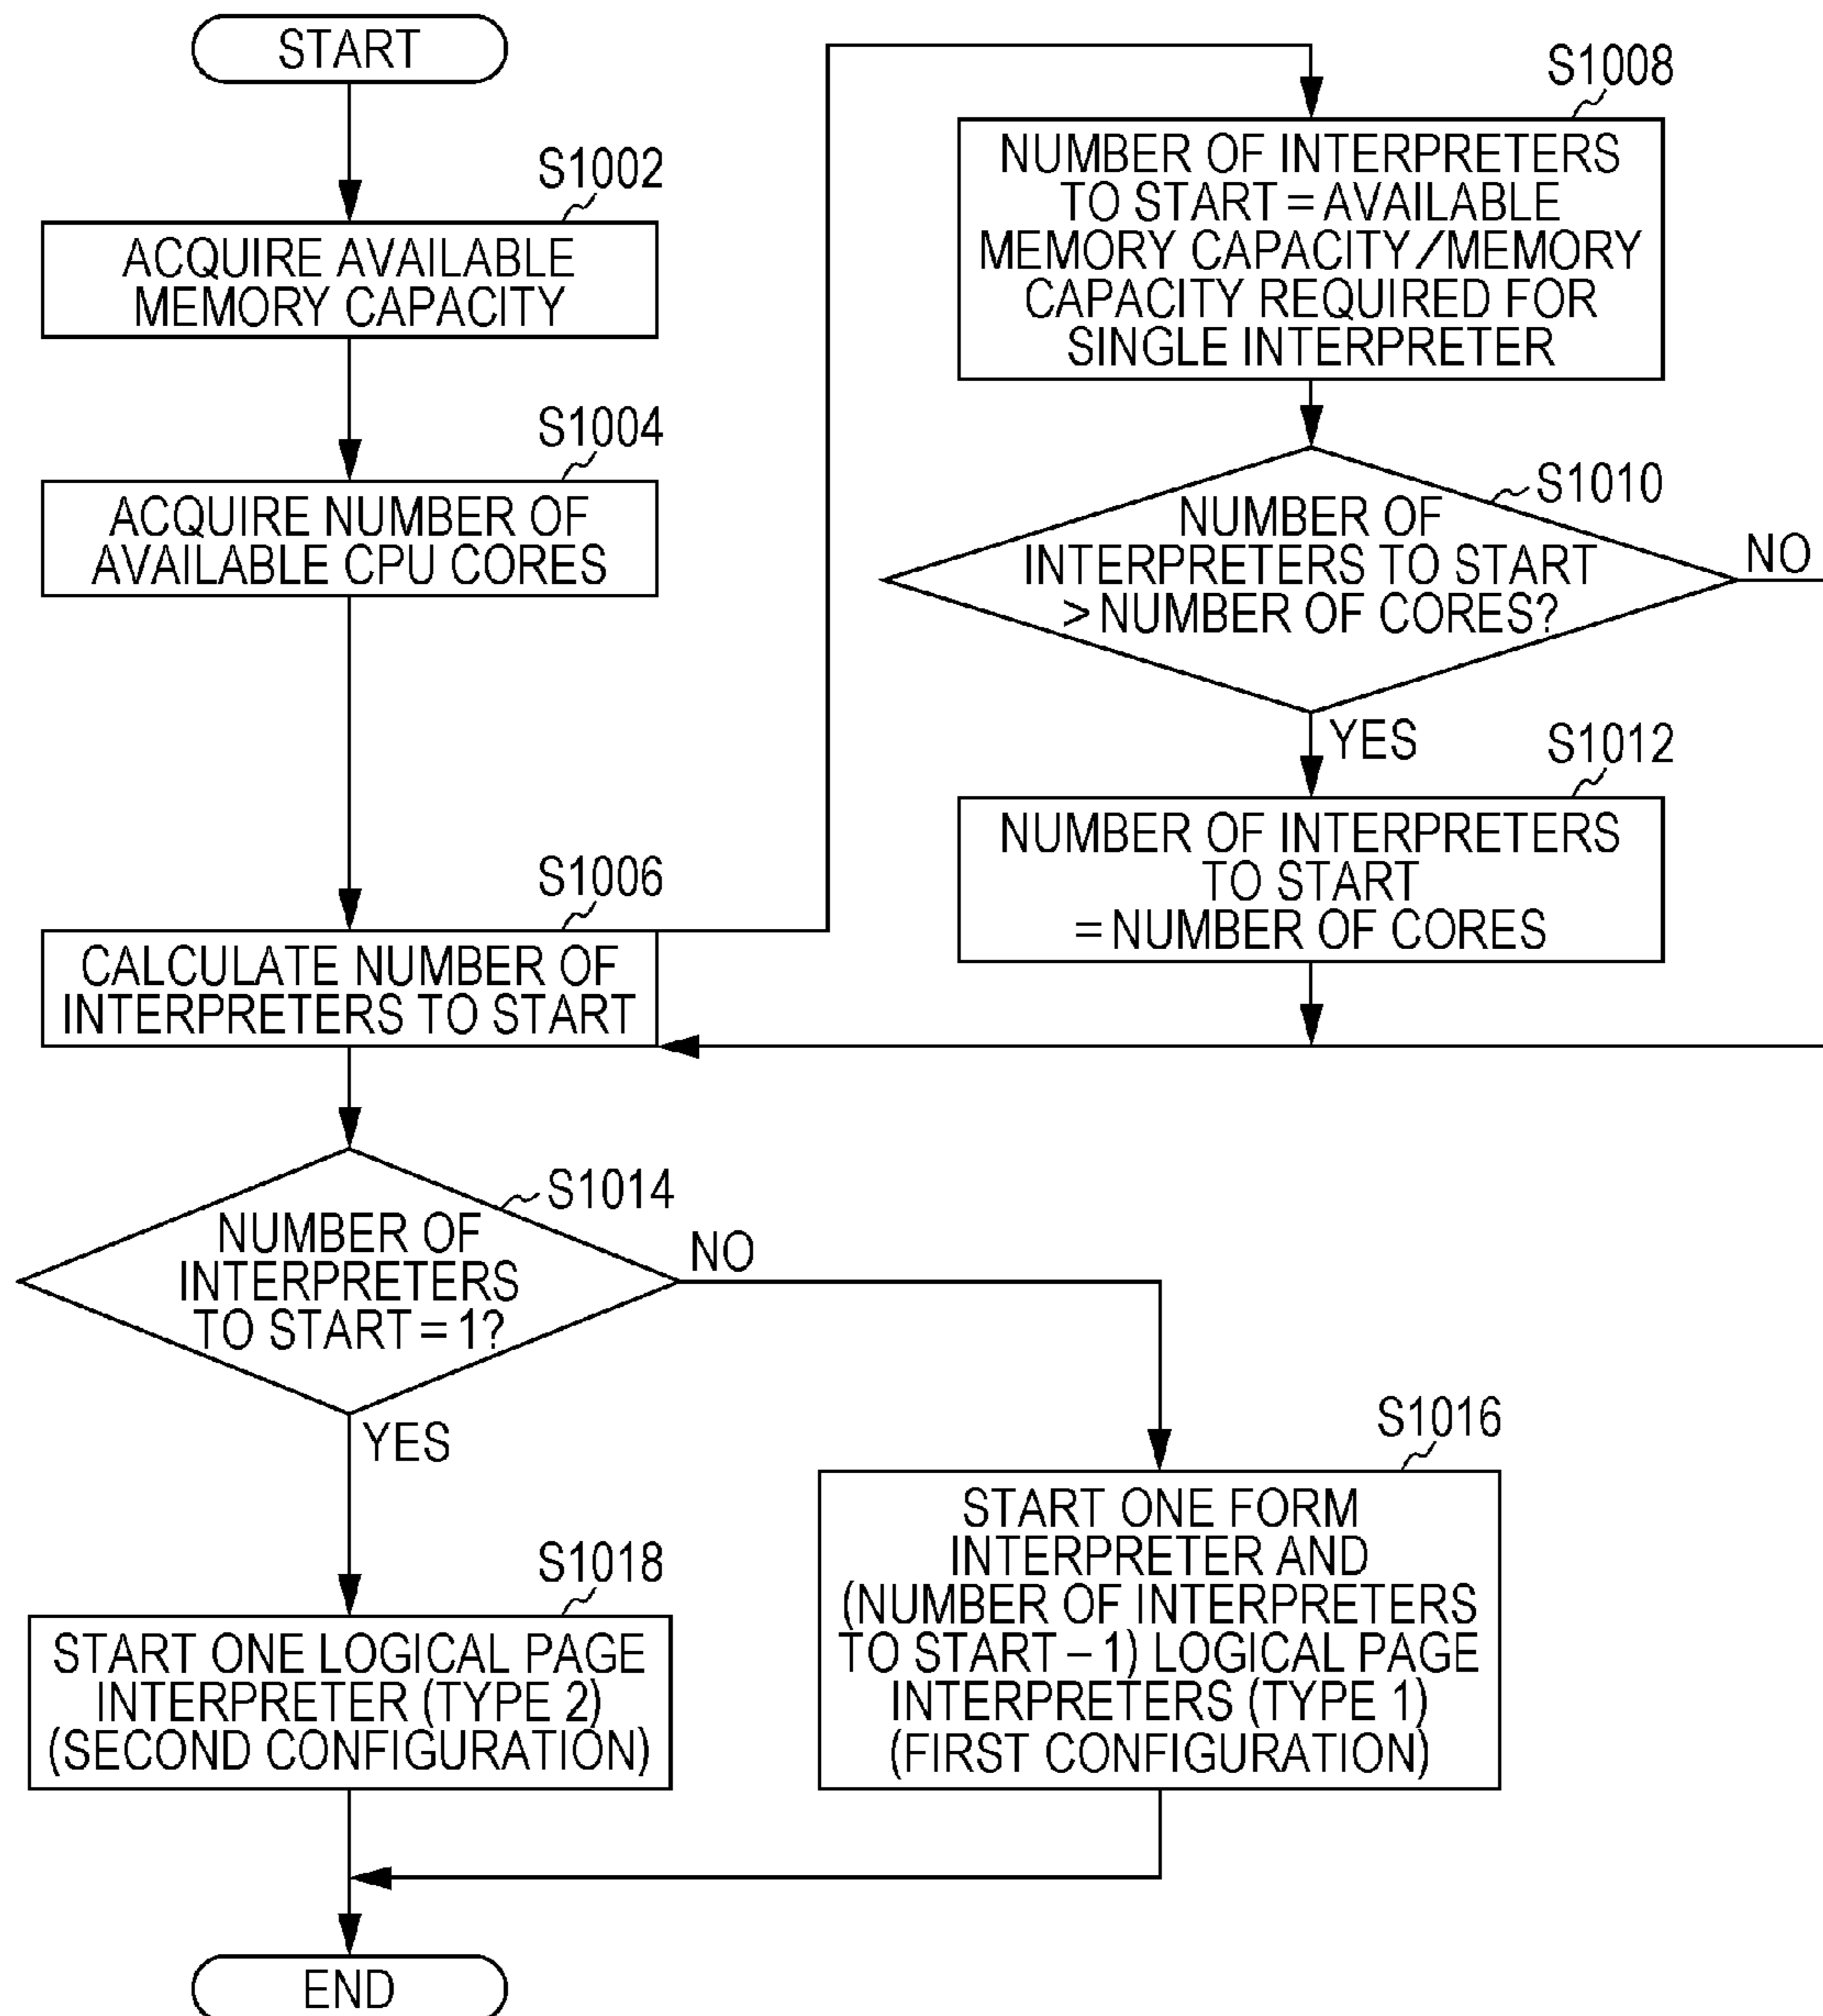 START
S1002
ACQUIRE AVAILABLE
MEMORY CAPACITY
S1004
ACQUIRE NUMBER OF
AVAILABLE CPU CORES
S1006
CALCULATE NUMBER OF
INTERPRETERS TO START
S1008
NUMBER OF INTERPRETERS
TO START = AVAILABLE
MEMORY CAPACITY/MEMORY
CAPACITY REQUIRED FOR
SINGLE INTERPRETER
S1010
NUMBER OF
INTERPRETERS TO START
> NUMBER OF CORES?
NO
YES
S1012
NUMBER OF INTERPRETERS
TO START
= NUMBER OF CORES
S1014
NUMBER OF
INTERPRETERS
TO START = 1?
NO
YES
S1016
START ONE FORM
INTERPRETER AND
(NUMBER OF INTERPRETERS
TO START – 1) LOGICAL PAGE
INTERPRETERS (TYPE 1)
(FIRST CONFIGURATION)
S1018
START ONE LOGICAL PAGE
INTERPRETER (TYPE 2)
(SECOND CONFIGURATION)
END